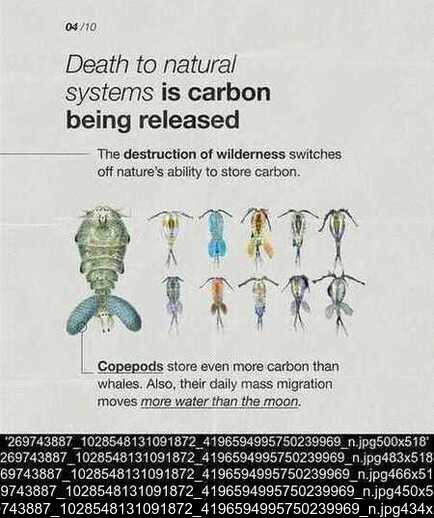 04/10
Death to natural
systems is carbon
being released
The destruction of wilderness switches
off nature's ability to store carbon.
Copepods store even more carbon than
whales. Also, their daily mass migration
moves more water than the moon.
'269743887_1028548131091872_4196594995750239969_n.jpg500x518'
269743887_1028548131091872_4196594995750239969_n.jpg483x518
69743887_1028548131091872_4196594995750239969_n.jpg466x51
9743887_1028548131091872_4196594995750239969_n.jpg450x5
743887_1028548131091872_4196594995750239969_n.jpg434x